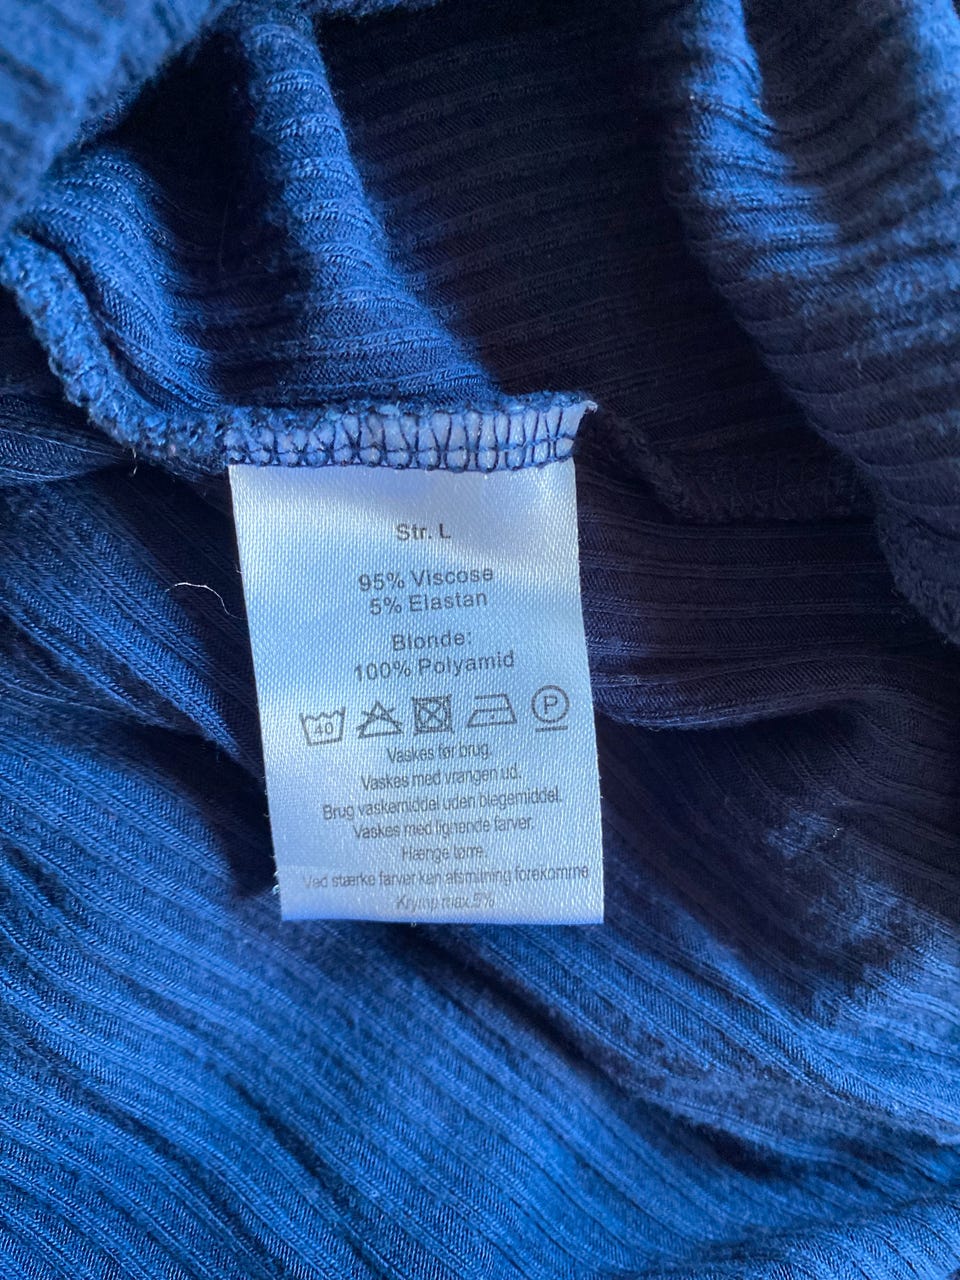 Str. L
95% Viscose
5% Elastan
Blonde:
100% Polyamid
40 P
Vaskes før brug.
Vaskes med vrangen ud.
Brug vaskemiddel uden blegemiddel.
Vaskes med lignende farver.
Hænge tørre.
Ved stærke farver kan afsmitning forekomme
Krymp max.5%